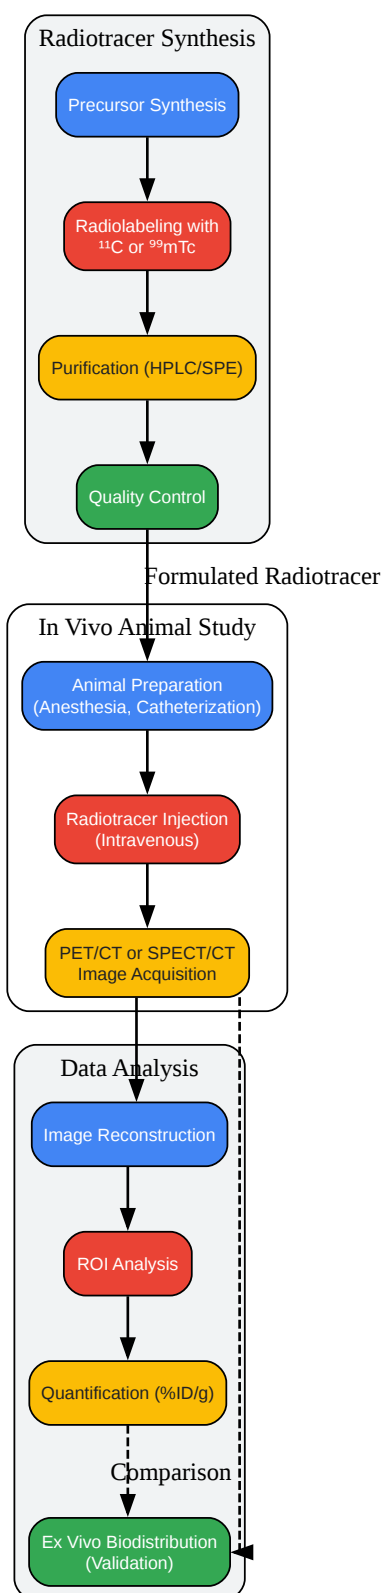 Radiotracer Synthesis
Precursor Synthesis
Radiolabeling with
¹¹C or ⁹⁹mTc
Purification (HPLC/SPE)
Quality Control
Formulated Radiotracer
In Vivo Animal Study
Animal Preparation
(Anesthesia, Catheterization)
Radiotracer Injection
(Intravenous)
PET/CT or SPECT/CT
Image Acquisition
Data Analysis
Image Reconstruction
ROI Analysis
Quantification (%ID/g)
Comparison
Ex Vivo Biodistribution
(Validation)